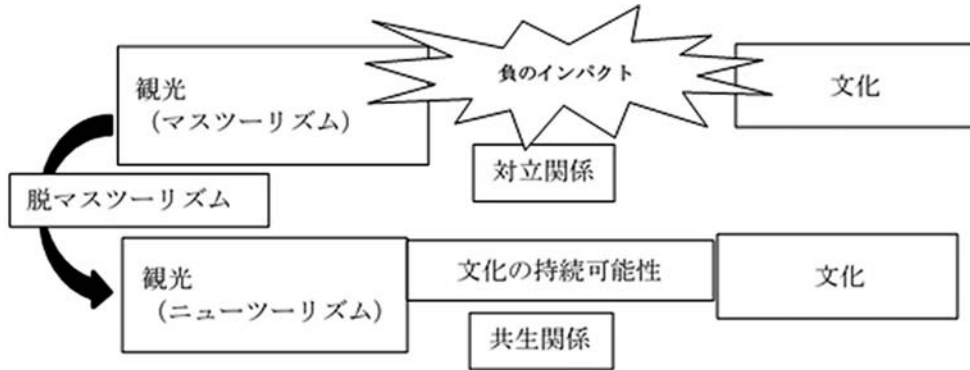 観光
（マスツーリズム）
負のインパクト
文化
対立関係
脱マスツーリズム
観光
（ニューツーリズム）
文化の持続可能性
文化
共生関係